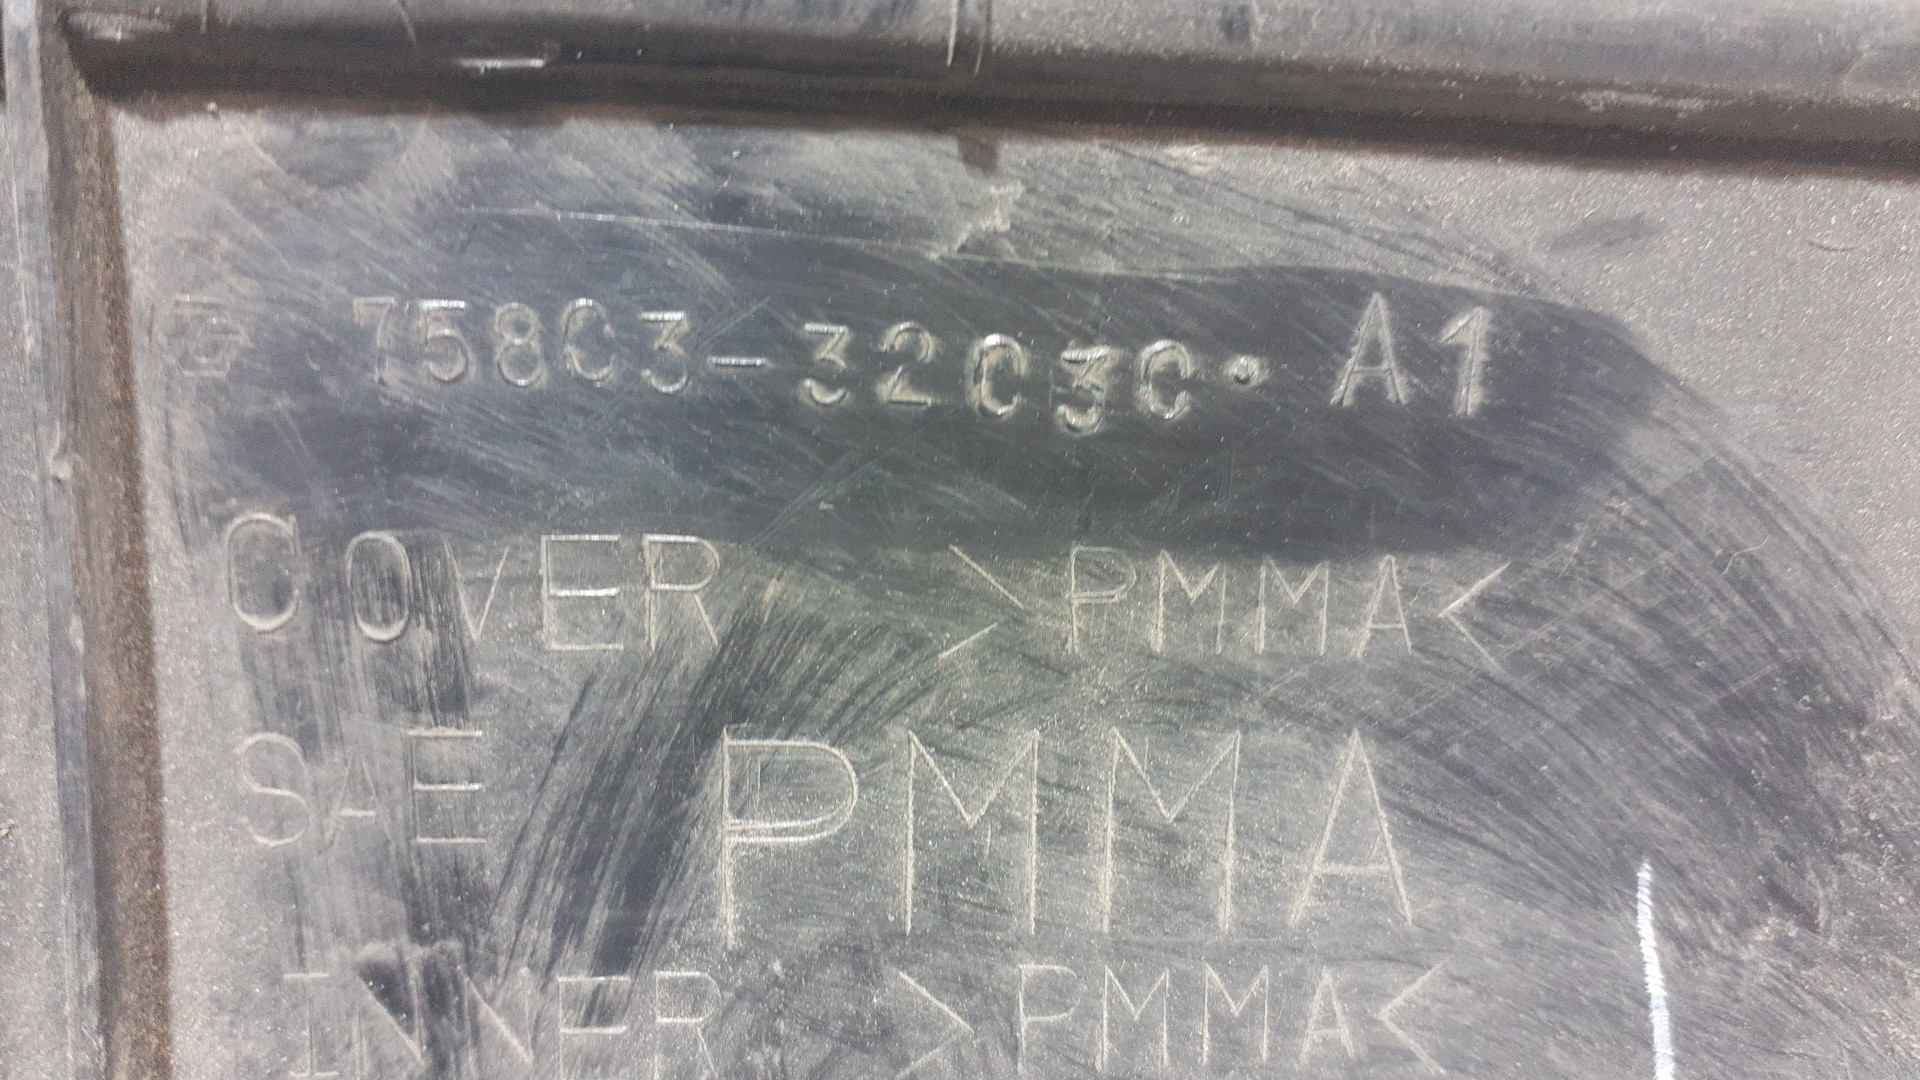 75803-32030• A1
COVER >PMMA<
SAE PMMA
INNER >PMMA<